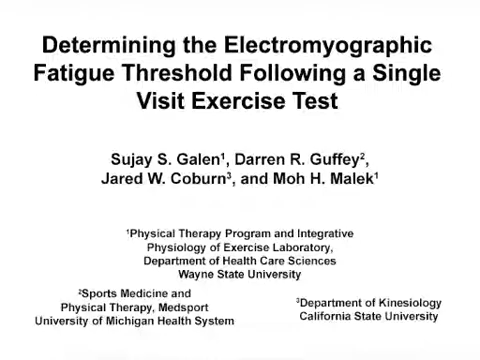 Determining the Electromyographic
Fatigue Threshold Following a Single
Visit Exercise Test
Sujay S. Galen¹, Darren R. Guffey²,
Jared W. Coburn³, and Moh H. Malek¹
¹Physical Therapy Program and Integrative
Physiology of Exercise Laboratory,
Department of Health Care Sciences
Wayne State University
²Sports Medicine and
Physical Therapy, Medsport
University of Michigan Health System
³Department of Kinesiology
California State University